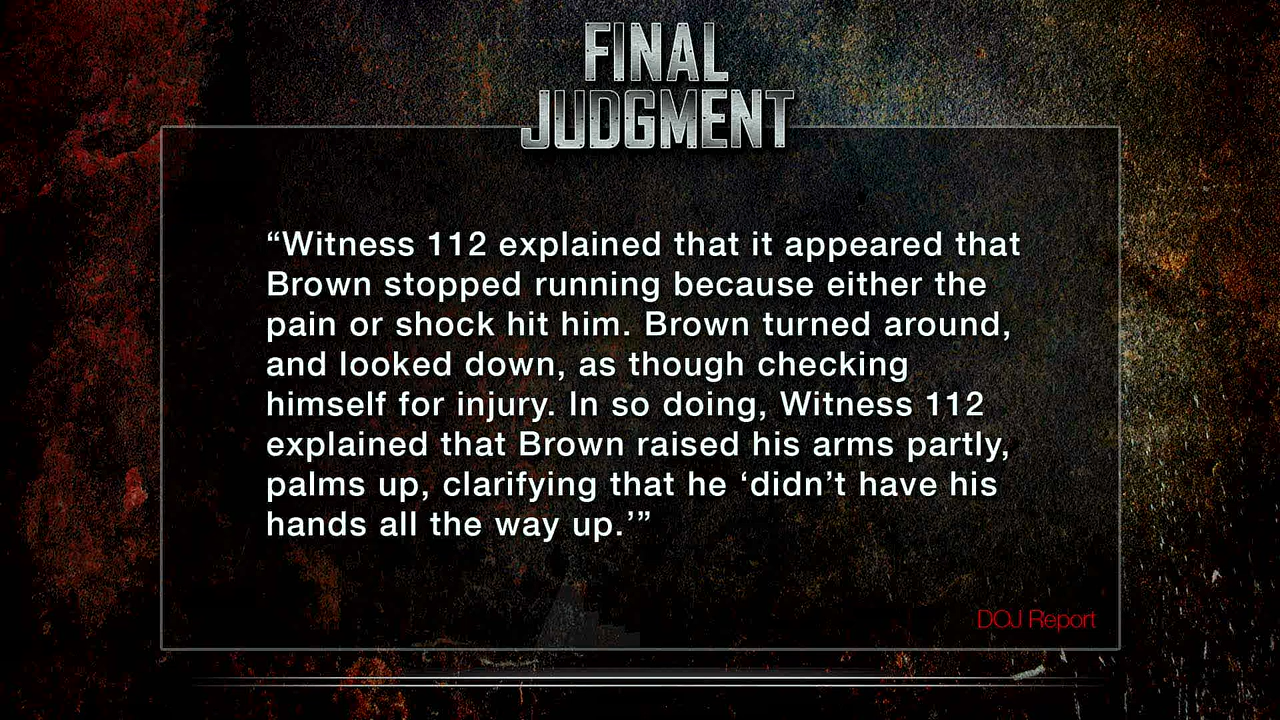 FINAL
JUDGMENT
“Witness 112 explained that it appeared that
Brown stopped running because either the
pain or shock hit him. Brown turned around,
and looked down, as though checking
himself for injury. In so doing, Witness 112
explained that Brown raised his arms partly,
palms up, clarifying that he ‘didn’t have his
hands all the way up.’”
DOJ Report